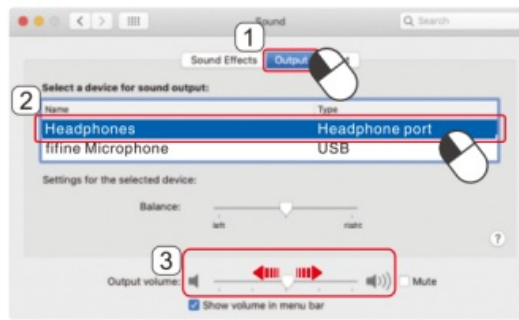 Sound
Search
1
Sound Effects Output
Select a device for sound output:
2
Name Type
Headphones Headphone port
fifine Microphone USB
Settings for the selected device:
Balance:
left right
?
3
Output volume: Mute
Show volume in menu bar